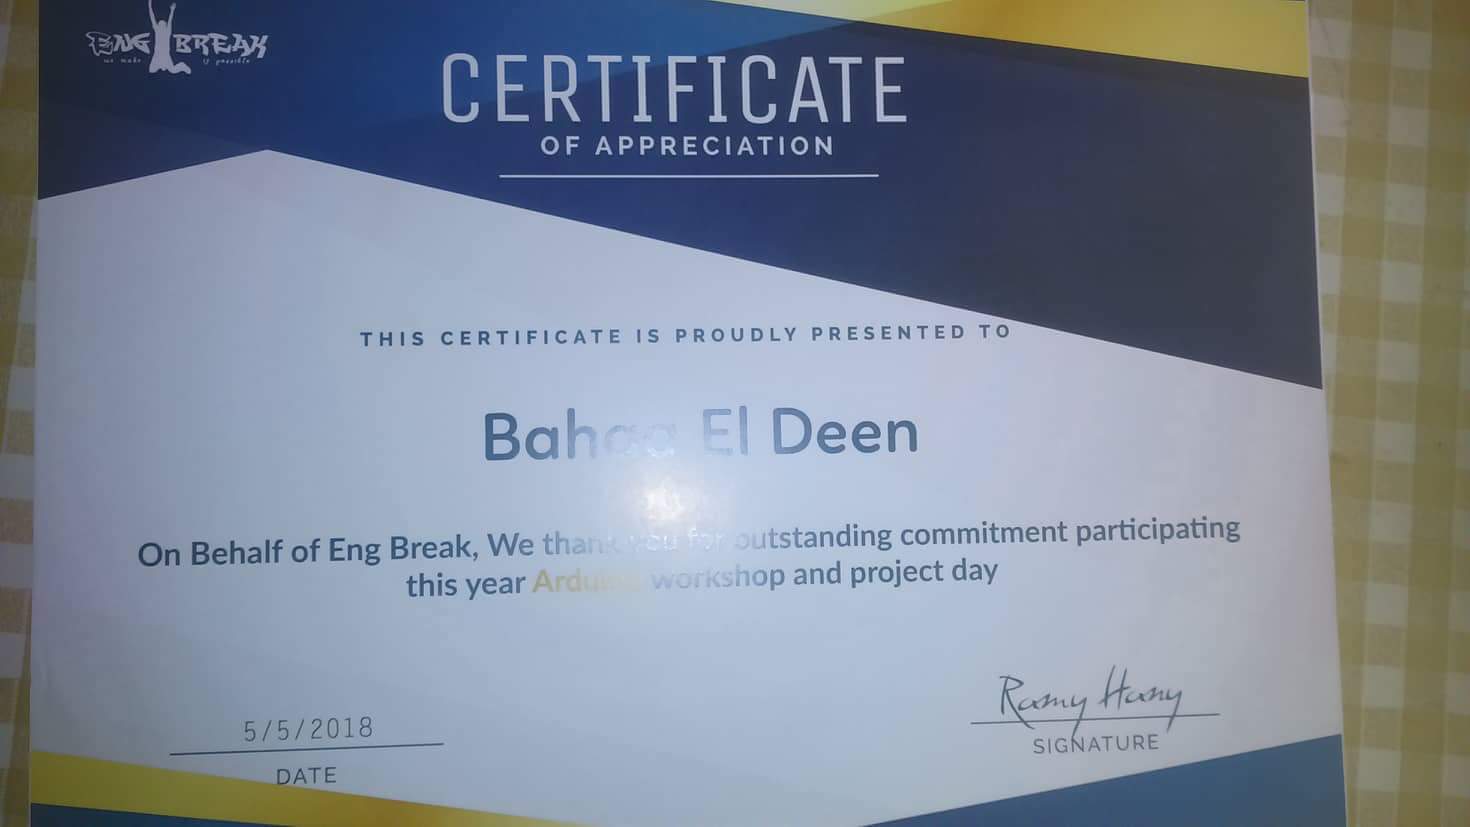 ENG BREAK
we make is possible
CERTIFICATE
OF APPRECIATION
THIS CERTIFICATE IS PROUDLY PRESENTED TO
Bahaa El Deen
On Behalf of Eng Break, We thank you for outstanding commitment participating
this year Arduino workshop and project day
5/5/2018
DATE
Ramy Hany
SIGNATURE